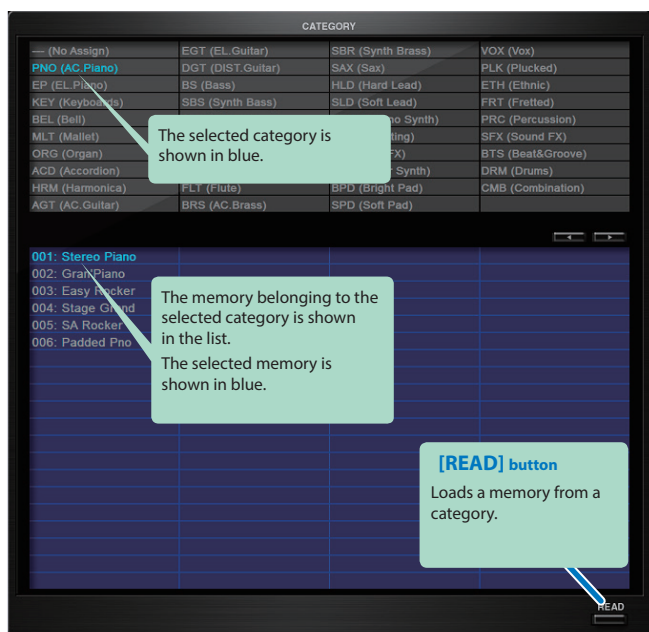 CATEGORY
--- (No Assign) EGT (EL.Guitar) SBR (Synth Brass) VOX (Vox)
PNO (AC.Piano) DGT (DIST.Guitar) SAX (Sax) PLK (Plucked)
EP (EL.Piano) BS (Bass) HLD (Hard Lead) ETH (Ethnic)
KEY (Keyboards) SBS (Synth Bass) SLD (Soft Lead) FRT (Fretted)
BEL (Bell) Synth) PRC (Percussion)
MLT (Mallet) SFX (Sound FX)
ORG (Organ) BTS (Beat&Groove)
ACD (Accordion) Synth) DRM (Drums)
HRM (Harmonica) FLT (Flute) BPD (Bright Pad) CMB (Combination)
AGT (AC.Guitar) BRS (AC.Brass) SPD (Soft Pad)
The selected category is
shown in blue.
001: Stereo Piano
002: Gran'Piano
003: Easy Rocker
004: Stage Grand
005: SA Rocker
006: Padded Pno
The memory belonging to the
selected category is shown
in the list.
The selected memory is
shown in blue.
[READ] button
Loads a memory from a
category.
READ